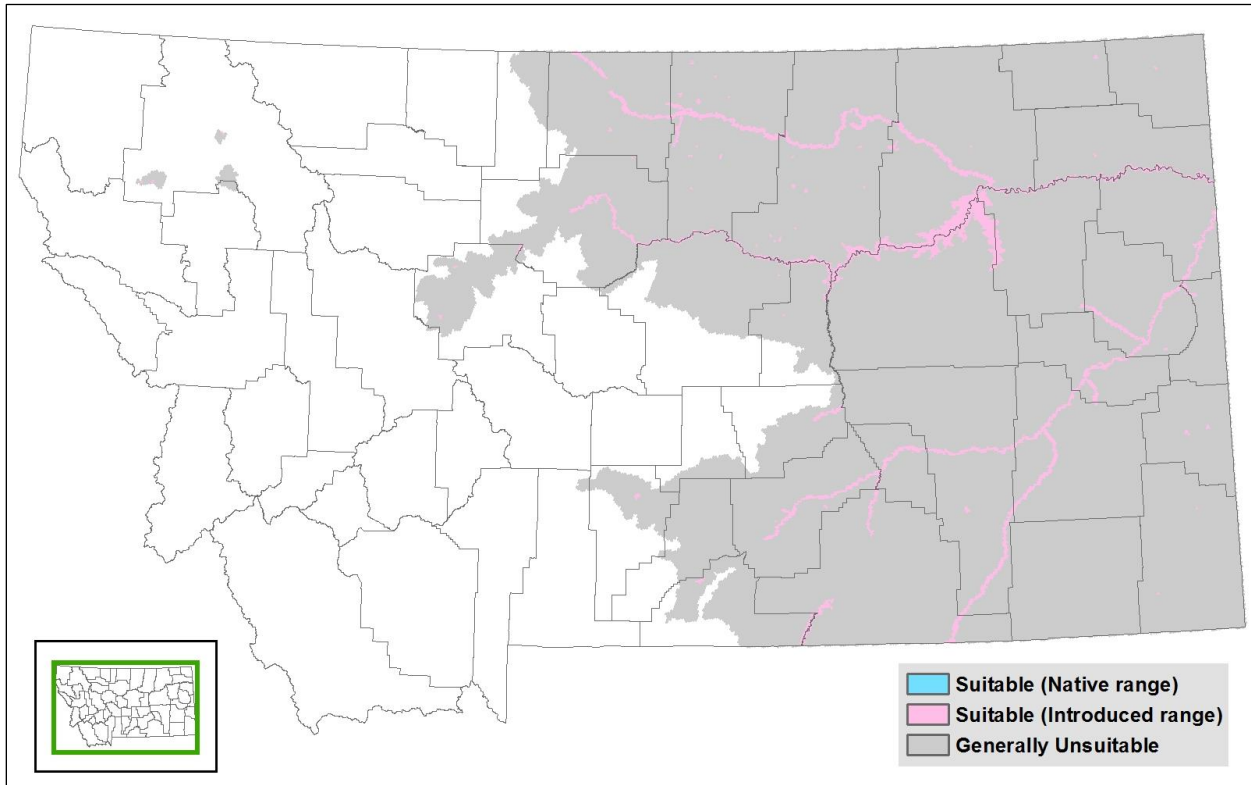 Suitable (Native range)
Suitable (Introduced range)
Generally Unsuitable